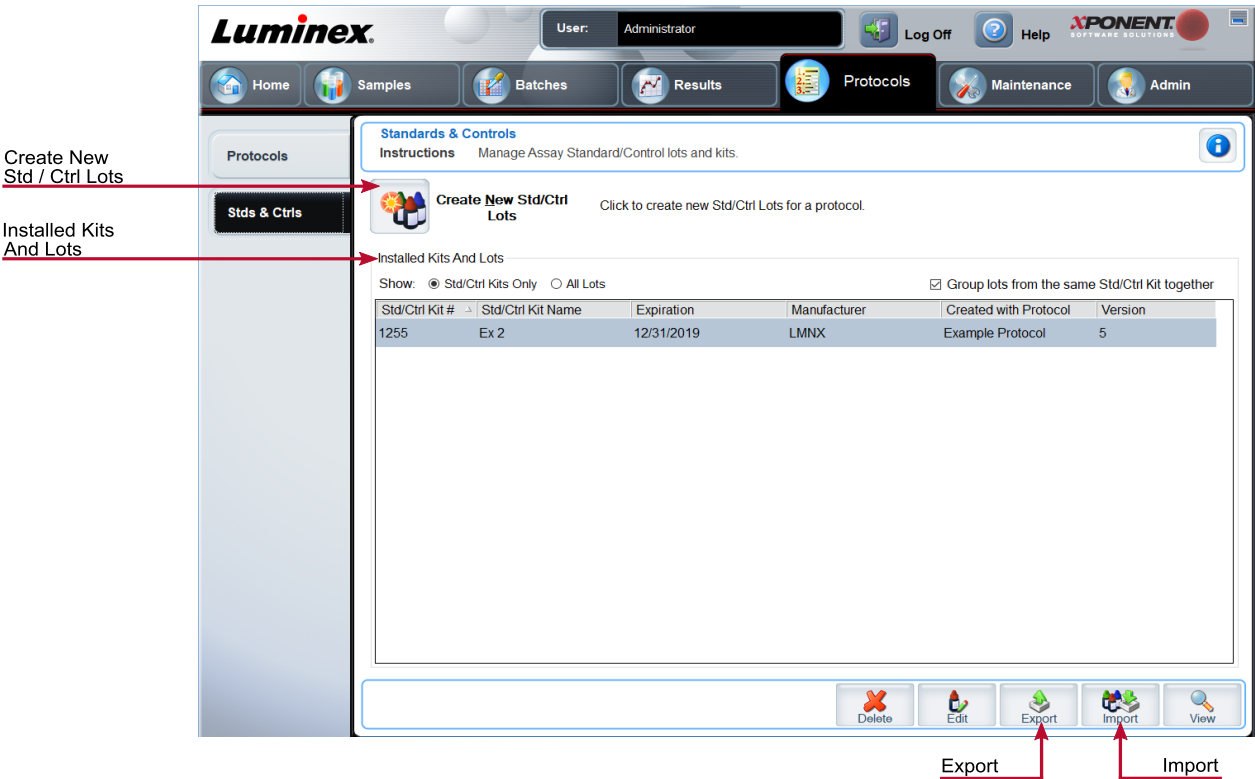 Luminex.
User:
Administrator
Log Off
Help
XPONENT.
SOFTWARE SOLUTIONS
Home
Samples
Batches
Results
Protocols
Maintenance
Admin
Create New
Std / Ctrl Lots
Installed Kits
And Lots
Protocols
Stds & Ctrls
Standards & Controls
Instructions Manage Assay Standard/Control lots and kits.
Create New Std/Ctrl
Lots
Click to create new Std/Ctrl Lots for a protocol.
Installed Kits And Lots
Show: Std/Ctrl Kits Only All Lots
Group lots from the same Std/Ctrl Kit together
Std/Ctrl Kit # Std/Ctrl Kit Name Expiration Manufacturer Created with Protocol Version
1255 Ex 2 12/31/2019 LMNX Example Protocol 5
Delete
Edit
Export
Import
View
Export
Import